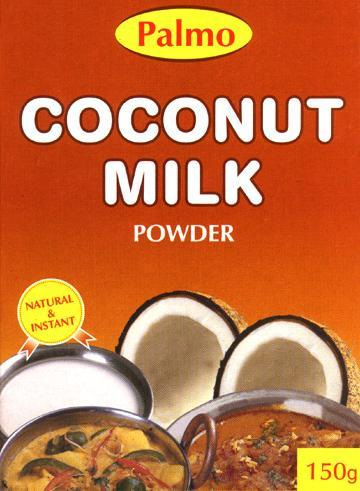 Palmo
COCONUT
MILK
POWDER
NATURAL
&
INSTANT
150g